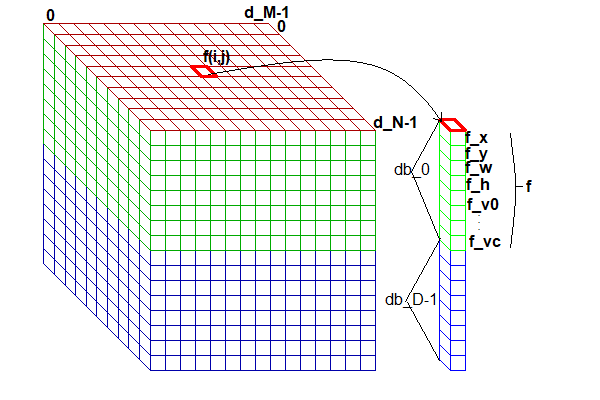 0
d_M-1
0
f(i,j)
d_N-1
f_x
f_y
db_0
f_w
f_h
f
f_v0
f_vc
db_D-1